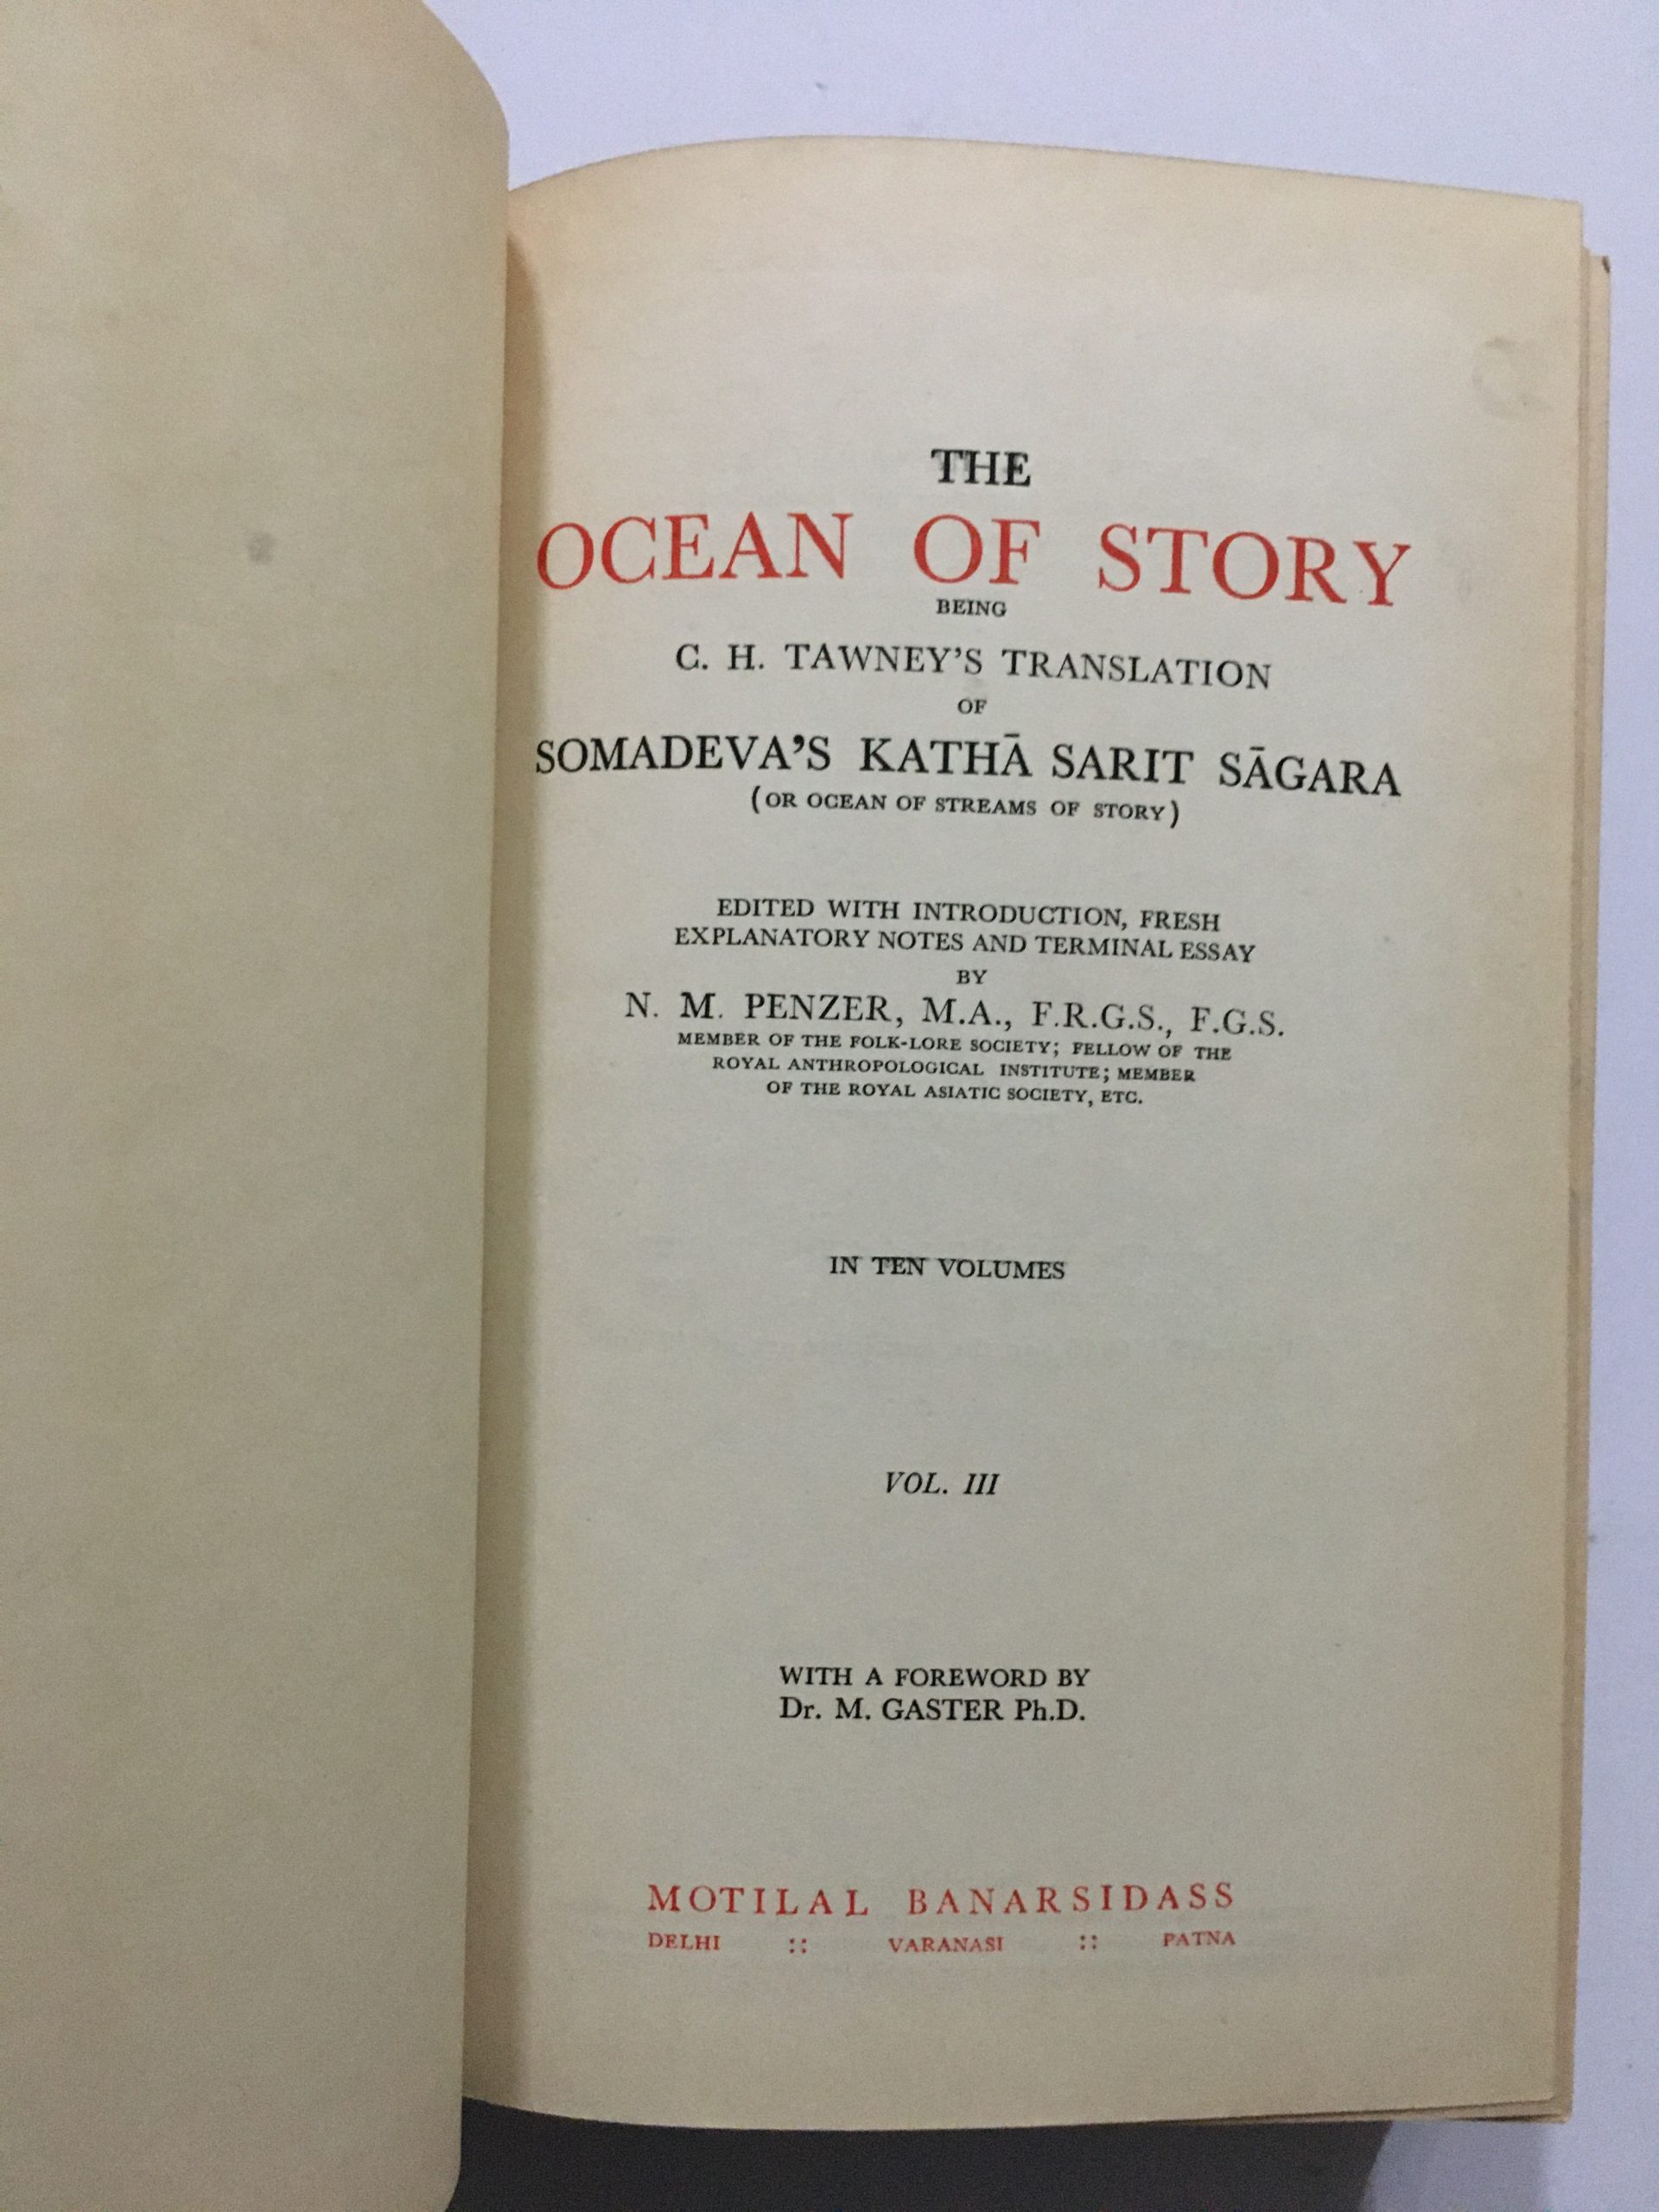 THE
OCEAN OF STORY
BEING
C. H. TAWNEY'S TRANSLATION
OF
SOMADEVA'S KATHĀ SARIT SĀGARA
(OR OCEAN OF STREAMS OF STORY)
EDITED WITH INTRODUCTION, FRESH
EXPLANATORY NOTES AND TERMINAL ESSAY
BY
N. M. PENZER, M.A., F.R.G.S., F.G.S.
MEMBER OF THE FOLK-LORE SOCIETY; FELLOW OF THE
ROYAL ANTHROPOLOGICAL INSTITUTE; MEMBER
OF THE ROYAL ASIATIC SOCIETY, ETC.
IN TEN VOLUMES
VOL. III
WITH A FOREWORD BY
Dr. M. GASTER Ph.D.
MOTILAL BANARSIDASS
DELHI :: VARANASI :: PATNA